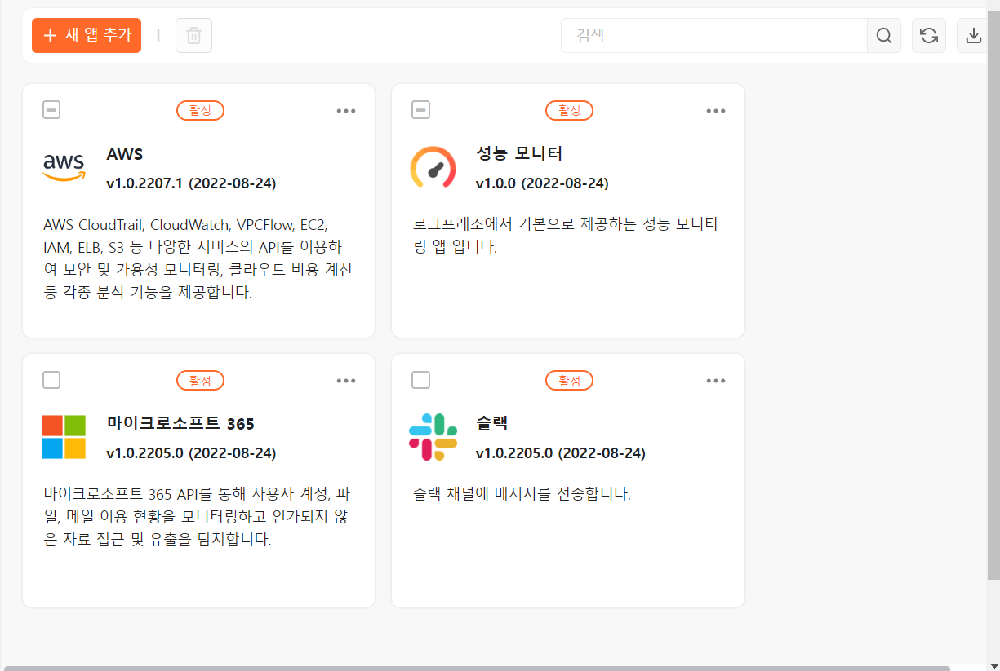 새 앱 추가
검색
활성
aws
AWS
v1.0.2207.1 (2022-08-24)
AWS CloudTrail, CloudWatch, VPCFlow, EC2,
IAM, ELB, S3 등 다양한 서비스의 API를 이용하
여 보안 및 가용성 모니터링, 클라우드 비용 계산
등 각종 분석 기능을 제공합니다.
활성
성능 모니터
v1.0.0 (2022-08-24)
로그프레소에서 기본으로 제공하는 성능 모니터
링 앱 입니다.
활성
마이크로소프트 365
v1.0.2205.0 (2022-08-24)
마이크로소프트 365 API를 통해 사용자 계정, 파
일, 메일 이용 현황을 모니터링하고 인가되지 않
은 자료 접근 및 유출을 탐지합니다.
활성
슬랙
v1.0.2205.0 (2022-08-24)
슬랙 채널에 메시지를 전송합니다.